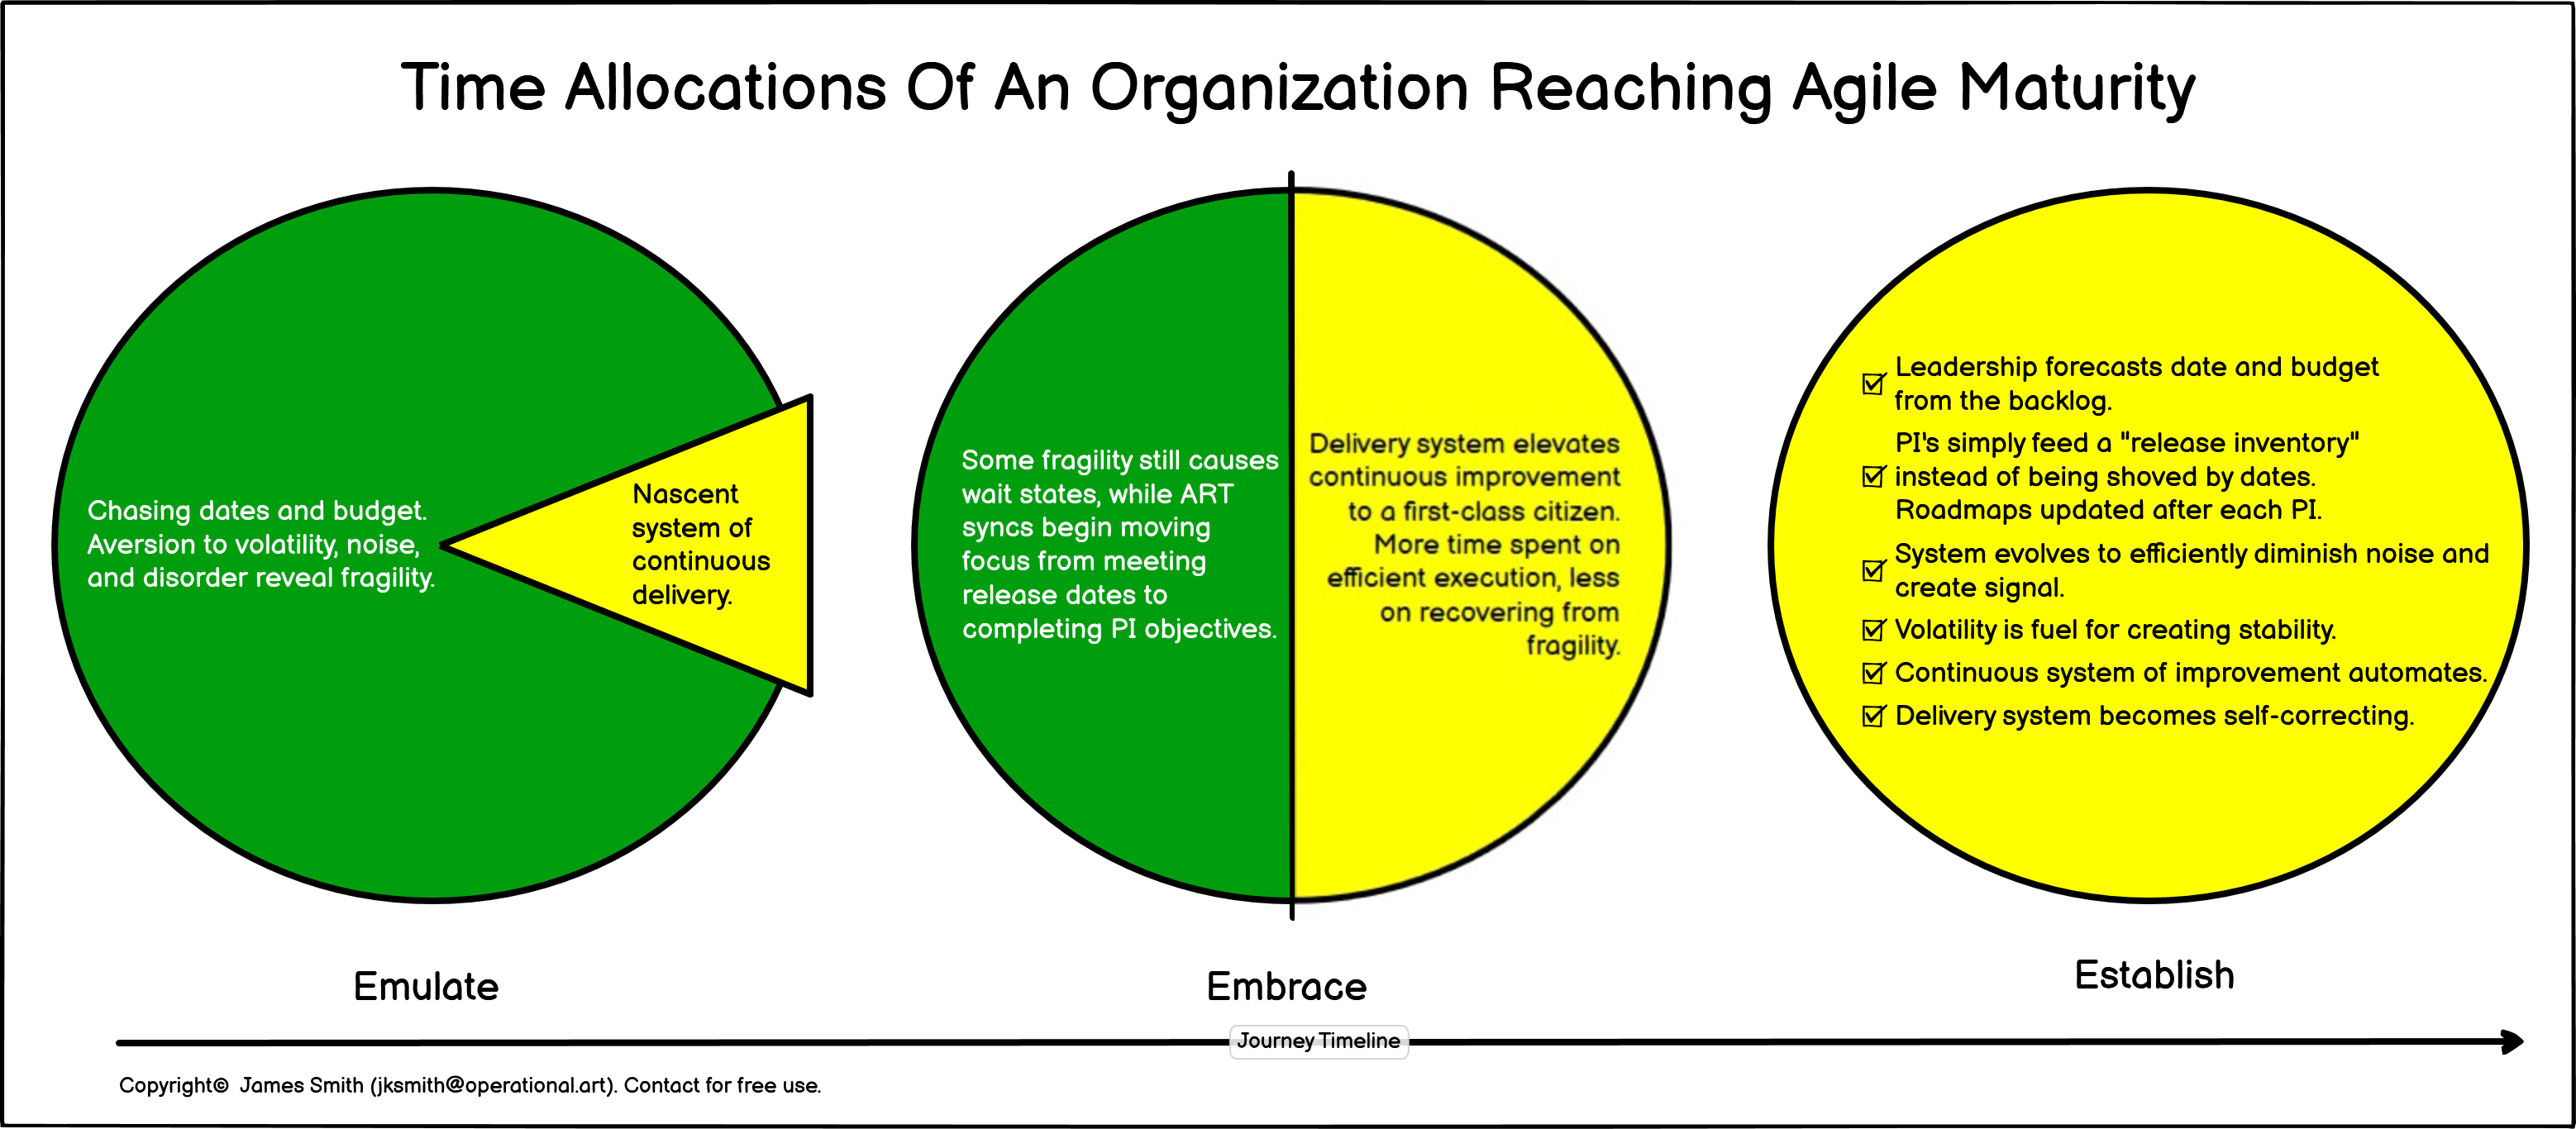 Time Allocations Of An Organization Reaching Agile Maturity
Chasing dates and budget.
Aversion to volatility, noise,
and disorder reveal fragility.
Nascent
system of
continuous
delivery.
Some fragility still causes
wait states, while ART
syncs begin moving
focus from meeting
release dates to
completing PI objectives.
Delivery system elevates
continuous improvement
to a first-class citizen.
More time spent on
efficient execution, less
on recovering from
fragility.
Leadership forecasts date and budget
from the backlog.
PI's simply feed a "release inventory"
instead of being shoved by dates.
Roadmaps updated after each PI.
System evolves to efficiently diminish noise and
create signal.
Volatility is fuel for creating stability.
Continuous system of improvement automates.
Delivery system becomes self-correcting.
Emulate
Embrace
Establish
Journey Timeline
Copyright© James Smith (jksmith@operational.art). Contact for free use.